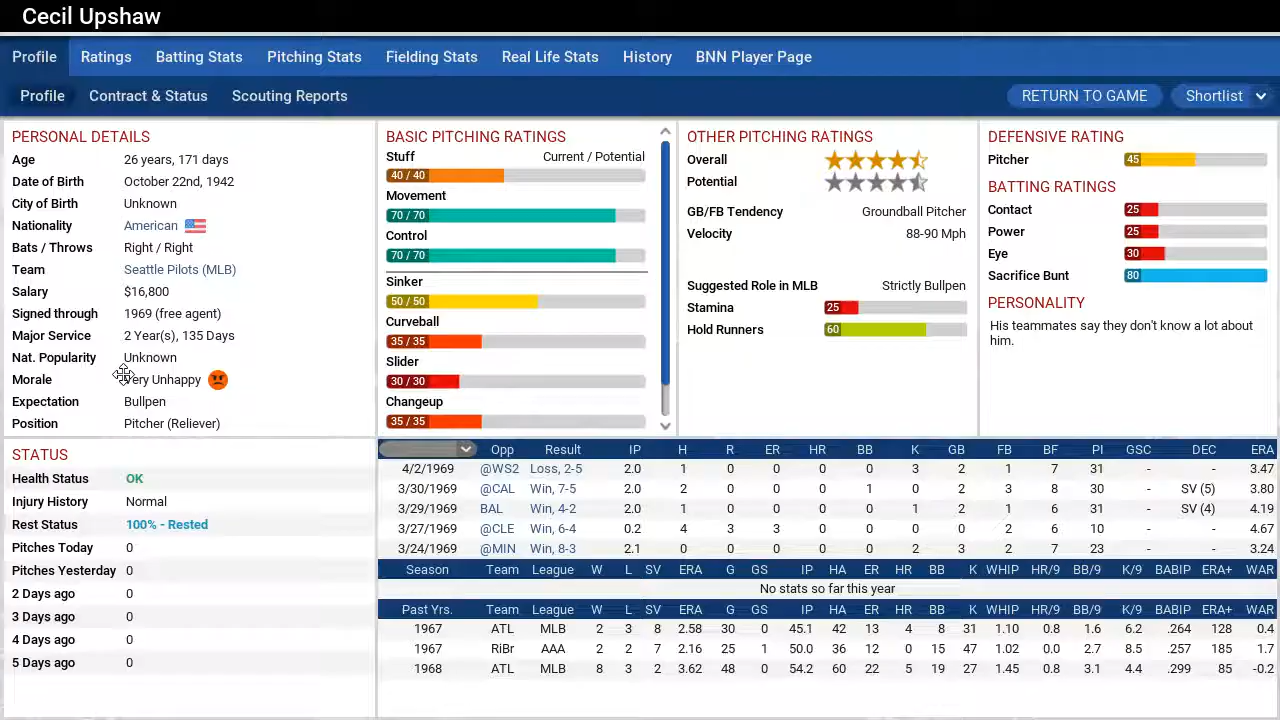 Cecil Upshaw
Profile Ratings Batting Stats Pitching Stats Fielding Stats Real Life Stats History BNN Player Page
Profile Contract & Status Scouting Reports RETURN TO GAME Shortlist
PERSONAL DETAILS
Age 26 years, 171 days
Date of Birth October 22nd, 1942
City of Birth Unknown
Nationality American
Bats / Throws Right / Right
Team Seattle Pilots (MLB)
Salary $16,800
Signed through 1969 (free agent)
Major Service 2 Year(s), 135 Days
Nat. Popularity Unknown
Morale Very Unhappy
Expectation Bullpen
Position Pitcher (Reliever)
BASIC PITCHING RATINGS
Stuff Current / Potential
40 / 40
Movement
70 / 70
Control
70 / 70
Sinker
50 / 50
Curveball
35 / 35
Slider
30 / 30
Changeup
35 / 35
OTHER PITCHING RATINGS
Overall
Potential
GB/FB Tendency Groundball Pitcher
Velocity 88-90 Mph
Suggested Role in MLB Strictly Bullpen
Stamina 25
Hold Runners 60
DEFENSIVE RATING
Pitcher 45
BATTING RATINGS
Contact 25
Power 25
Eye 30
Sacrifice Bunt 80
PERSONALITY
His teammates say they don't know a lot about
him.
STATUS
Health Status OK
Injury History Normal
Rest Status 100% - Rested
Pitches Today 0
Pitches Yesterday 0
2 Days ago 0
3 Days ago 0
4 Days ago 0
5 Days ago 0
Opp Result IP H R ER HR BB K GB FB BF PI GSC DEC ERA
4/2/1969 @WS2 Loss, 2-5 2.0 1 0 0 0 0 3 2 1 7 31 - - 3.47
3/30/1969 @CAL Win, 7-5 2.0 2 0 0 0 1 0 2 3 8 30 - SV (5) 3.80
3/29/1969 BAL Win, 4-2 2.0 1 0 0 0 0 1 2 1 6 31 - SV (4) 4.19
3/27/1969 @CLE Win, 6-4 0.2 4 3 3 0 0 0 0 2 6 10 - - 4.67
3/24/1969 @MIN Win, 8-3 2.1 0 0 0 0 0 2 3 2 7 23 - - 3.24
Season Team League W L SV ERA G GS IP HA ER HR BB K WHIP HR/9 BB/9 K/9 BABIP ERA+ WAR
No stats so far this year
Past Yrs. Team League W L SV ERA G GS IP HA ER HR BB K WHIP HR/9 BB/9 K/9 BABIP ERA+ WAR
1967 ATL MLB 2 3 8 2.58 30 0 45.1 42 13 4 8 31 1.10 0.8 1.6 6.2 .264 128 0.4
1967 RiBr AAA 2 2 7 2.16 25 1 50.0 36 12 0 15 47 1.02 0.0 2.7 8.5 .257 185 1.7
1968 ATL MLB 8 3 2 3.62 48 0 54.2 60 22 5 19 27 1.45 0.8 3.1 4.4 .299 85 -0.2